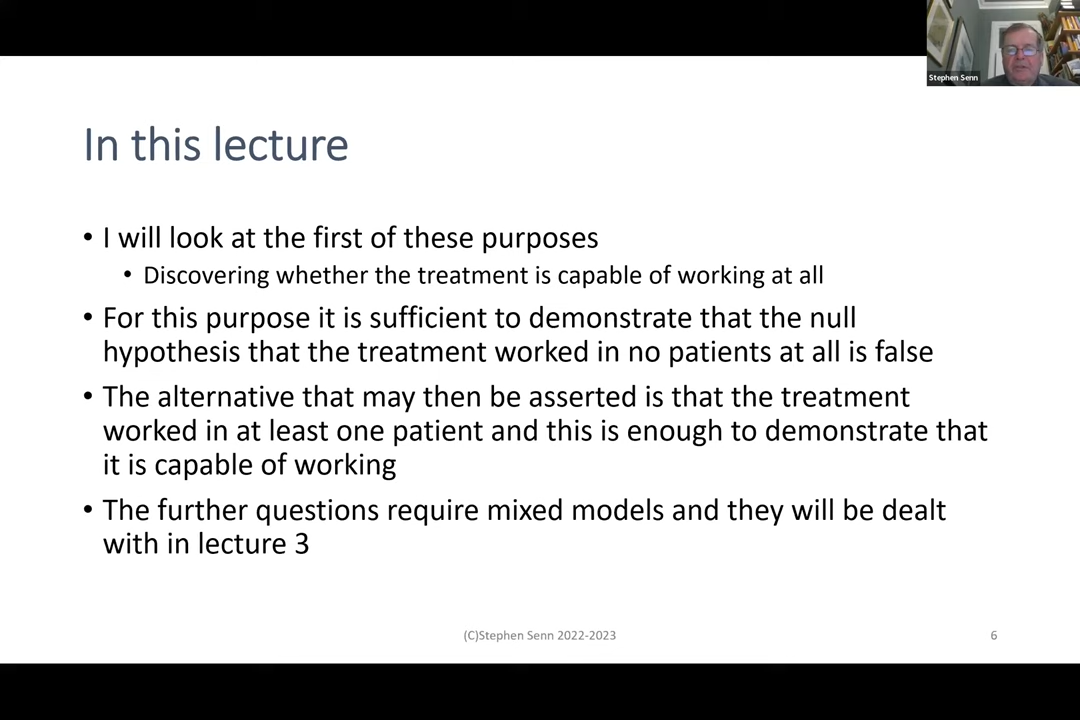 Stephen Senn
In this lecture
• I will look at the first of these purposes
• Discovering whether the treatment is capable of working at all
• For this purpose it is sufficient to demonstrate that the null
hypothesis that the treatment worked in no patients at all is false
• The alternative that may then be asserted is that the treatment
worked in at least one patient and this is enough to demonstrate that
it is capable of working
• The further questions require mixed models and they will be dealt
with in lecture 3
(C)Stephen Senn 2022-2023
6